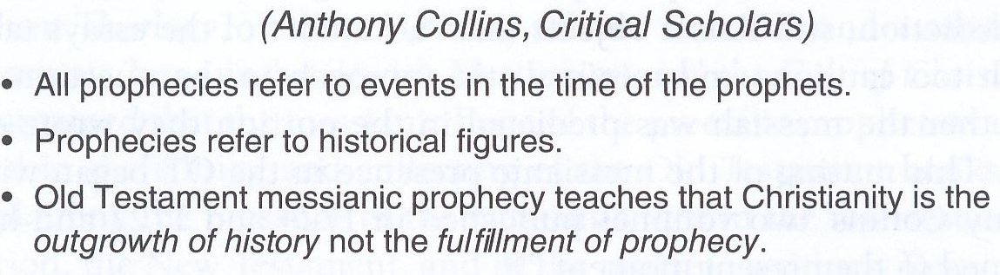 (Anthony Collins, Critical Scholars)
• All prophecies refer to events in the time of the prophets.
• Prophecies refer to historical figures.
• Old Testament messianic prophecy teaches that Christianity is the
outgrowth of history not the fulfillment of prophecy.